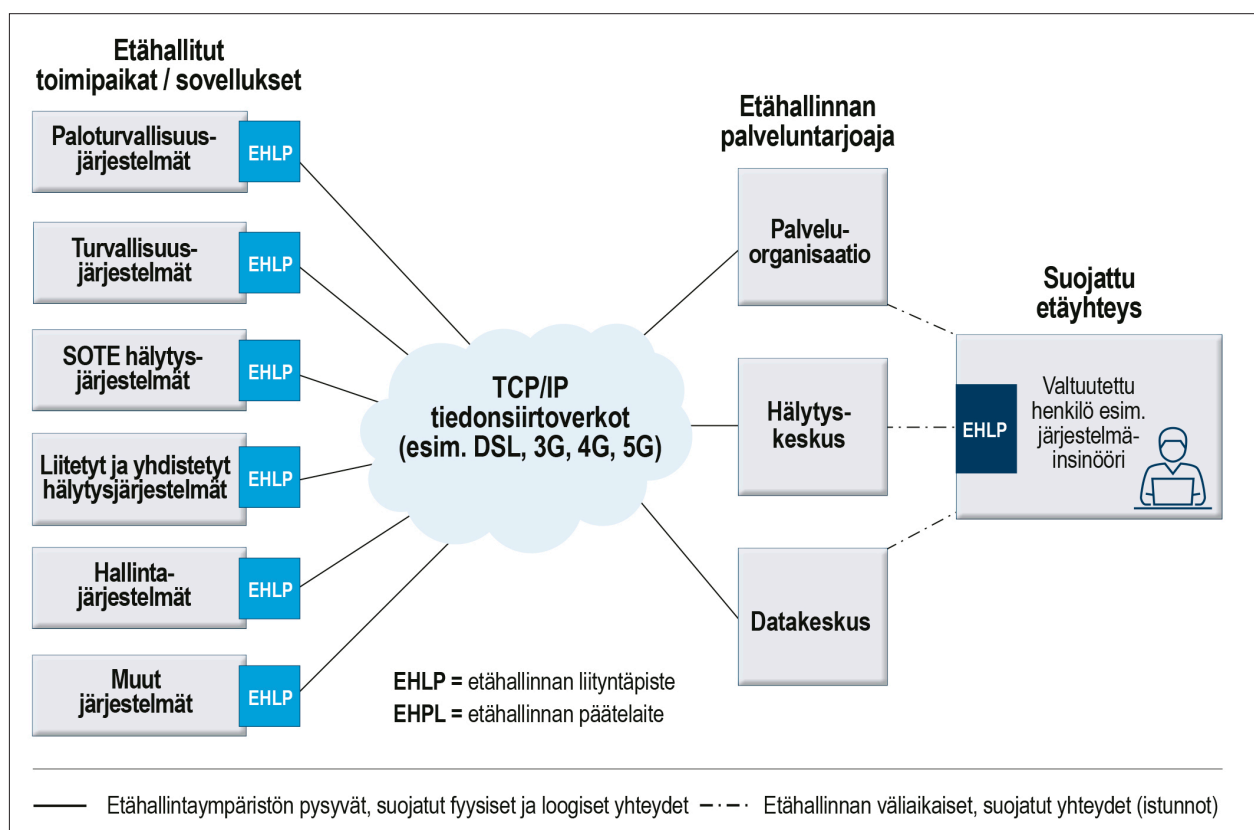 Etähallitut
toimipaikat / sovellukset
Paloturvallisuus-
järjestelmät
EHLP
Turvallisuus-
järjestelmät
EHLP
SOTE hälytys-
järjestelmät
EHLP
Liitetyt ja yhdistetyt
hälytysjärjestelmät
EHLP
Hallinta-
järjestelmät
EHLP
Muut
järjestelmät
EHLP
TCP/IP
tiedonsiirtoverkot
(esim. DSL, 3G, 4G, 5G)
Etähallinnan
palveluntarjoaja
Palvelu-
organisaatio
Hälytys-
keskus
Datakeskus
Suojattu
etäyhteys
EHLP
Valtuutettu
henkilö esim.
järjestelmä-
insinööri
EHLP = etähallinnan liityntäpiste
EHPL = etähallinnan päätelaite
Etähallintaympäristön pysyvät, suojatut fyysiset ja loogiset yhteydet
Etähallinnan väliaikaiset, suojatut yhteydet (istunnot)